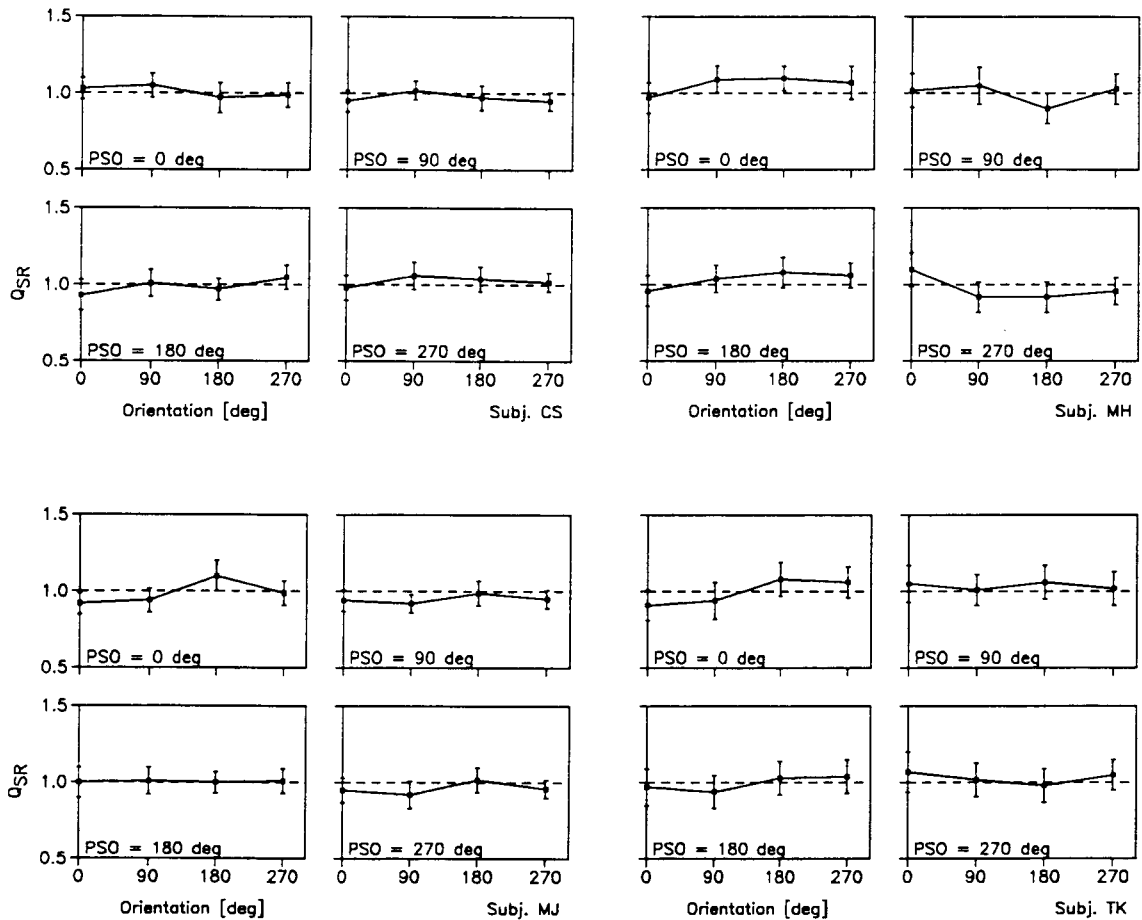 1.5
1.0
0.5
PSO = 0 deg
PSO = 90 deg
PSO = 0 deg
PSO = 90 deg
1.5
1.0
0.5
QSR
PSO = 180 deg
PSO = 270 deg
PSO = 180 deg
PSO = 270 deg
0 90 180 270
0 90 180 270
0 90 180 270
0 90 180 270
Orientation [deg]
Subj. CS
Orientation [deg]
Subj. MH
1.5
1.0
0.5
PSO = 0 deg
PSO = 90 deg
PSO = 0 deg
PSO = 90 deg
1.5
1.0
0.5
QSR
PSO = 180 deg
PSO = 270 deg
PSO = 180 deg
PSO = 270 deg
0 90 180 270
0 90 180 270
0 90 180 270
0 90 180 270
Orientation [deg]
Subj. MJ
Orientation [deg]
Subj. TK